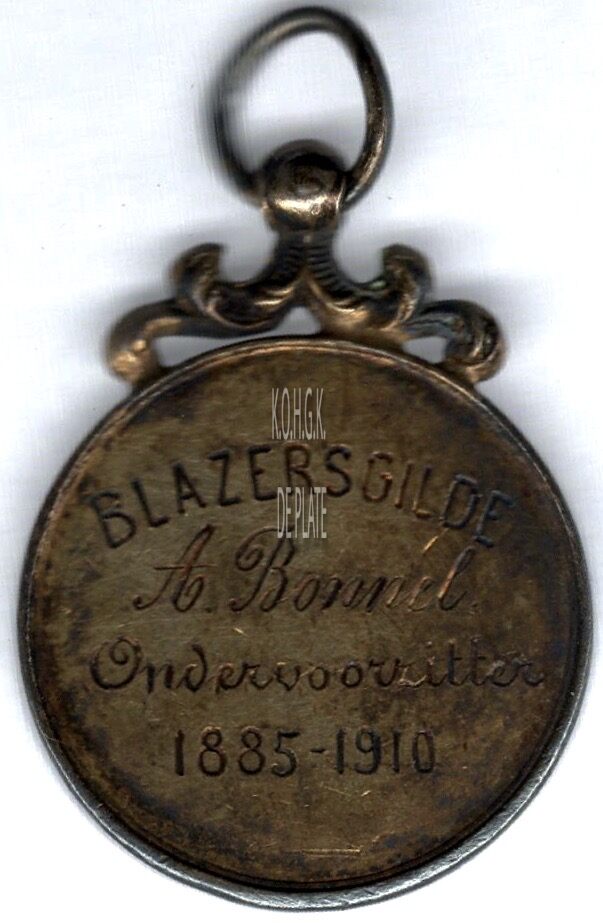 K.O.H.G.K.
BLAZERSGILDE
DE PLATE
A. Bonnel.
Ondervoorzitter
1885-1910